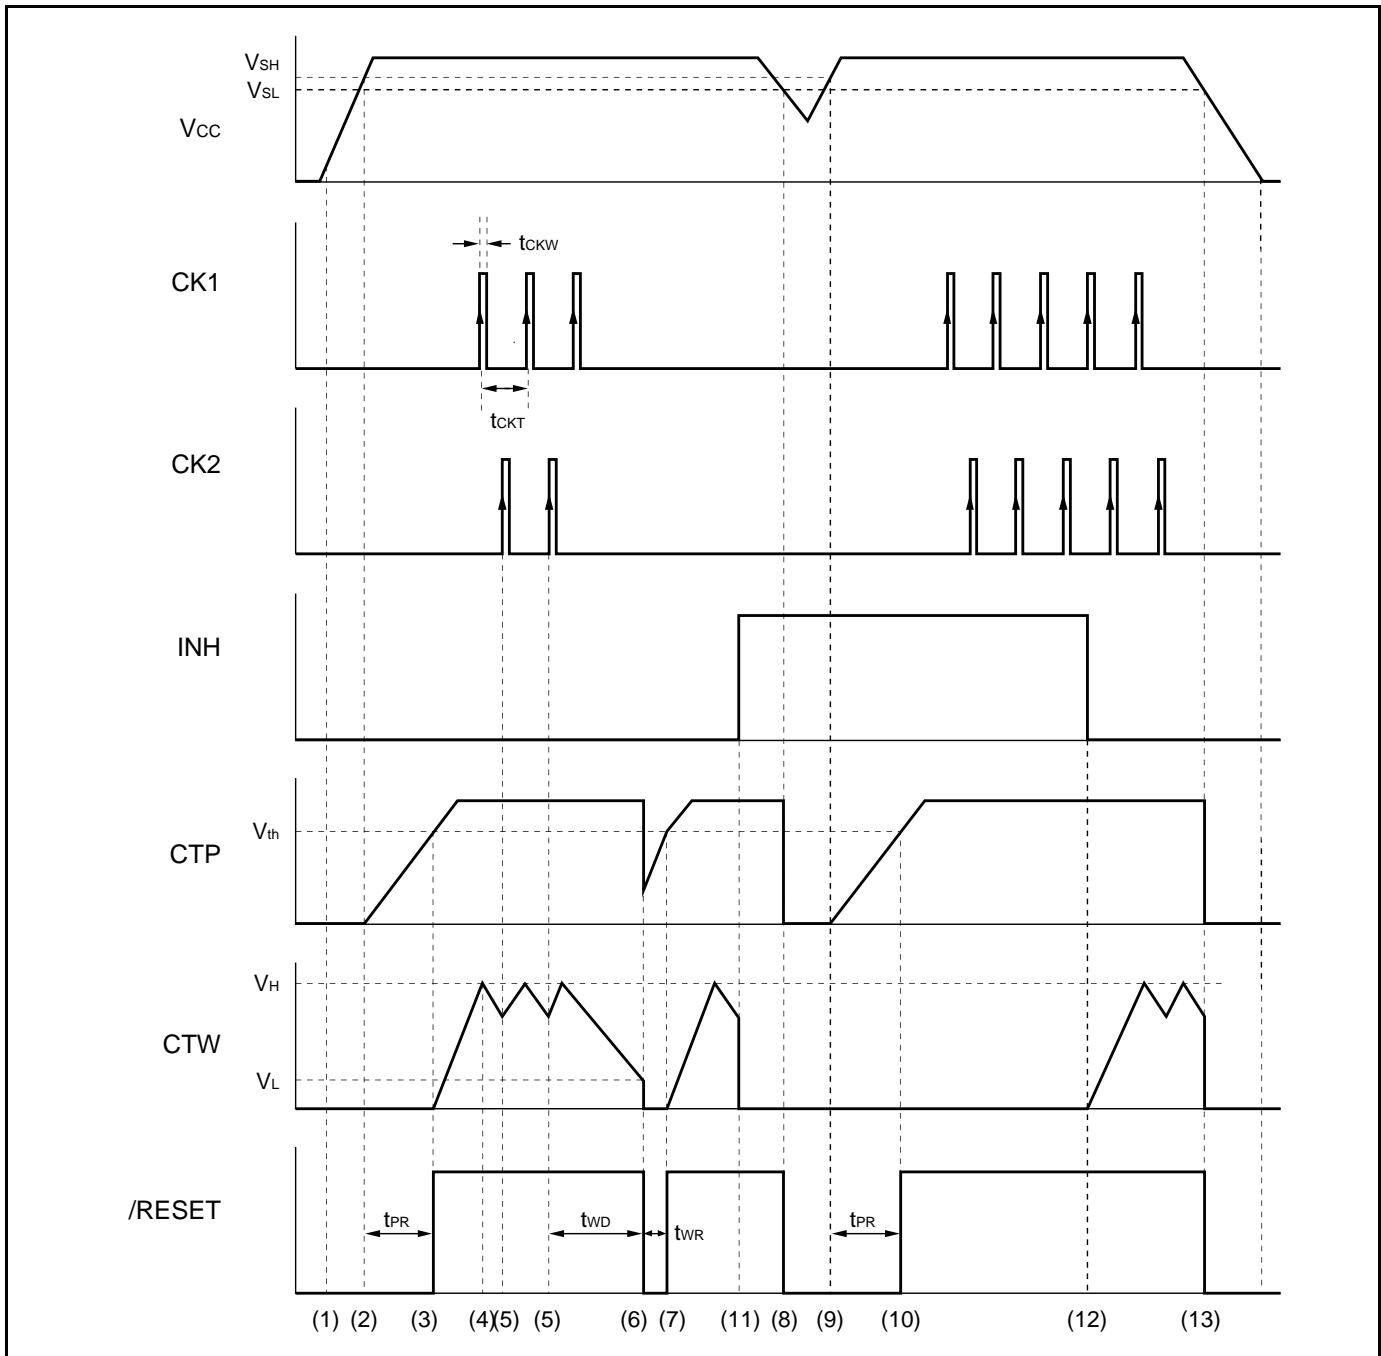 VSH
VSL
VCC
tCKW
CK1
tCKT
CK2
INH
Vth
CTP
VH
CTW
VL
/RESET
tPR
tWD
tWR
tPR
(1) (2) (3) (4)(5) (5) (6) (7) (11) (8) (9) (10) (12) (13)